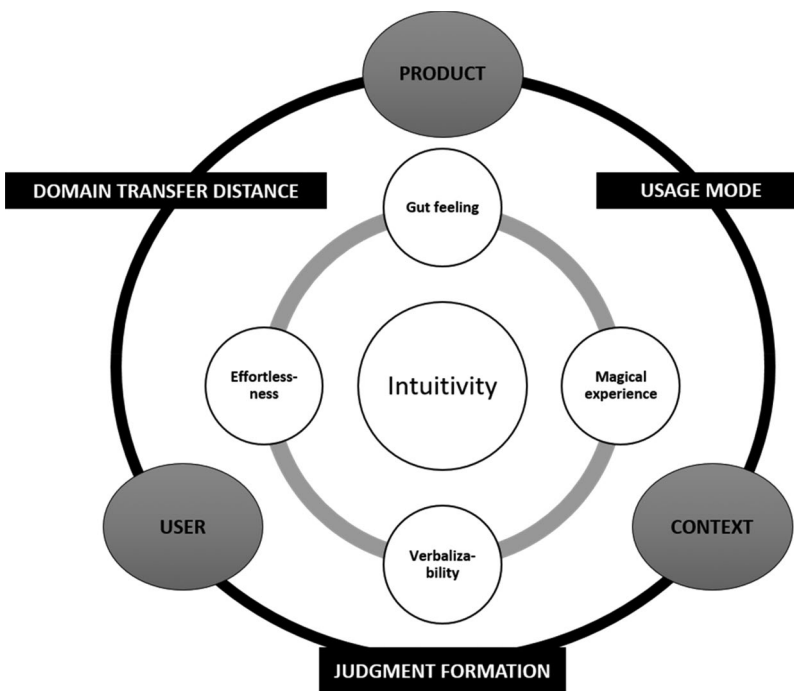 PRODUCT
DOMAIN TRANSFER DISTANCE
USAGE MODE
Gut feeling
Effortless-
ness
Intuitivity
Magical
experience
USER
CONTEXT
Verbaliza-
bility
JUDGMENT FORMATION